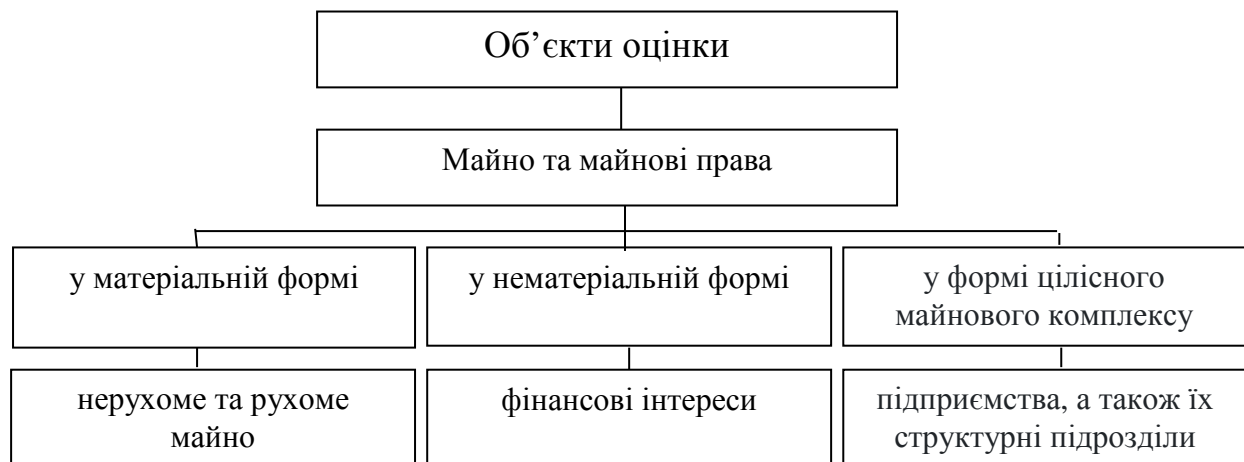 Об’єкти оцінки
Майно та майнові права
у матеріальній формі
у нематеріальній формі
у формі цілісного
майнового комплексу
нерухоме та рухоме
майно
фінансові інтереси
підприємства, а також їх
структурні підрозділи